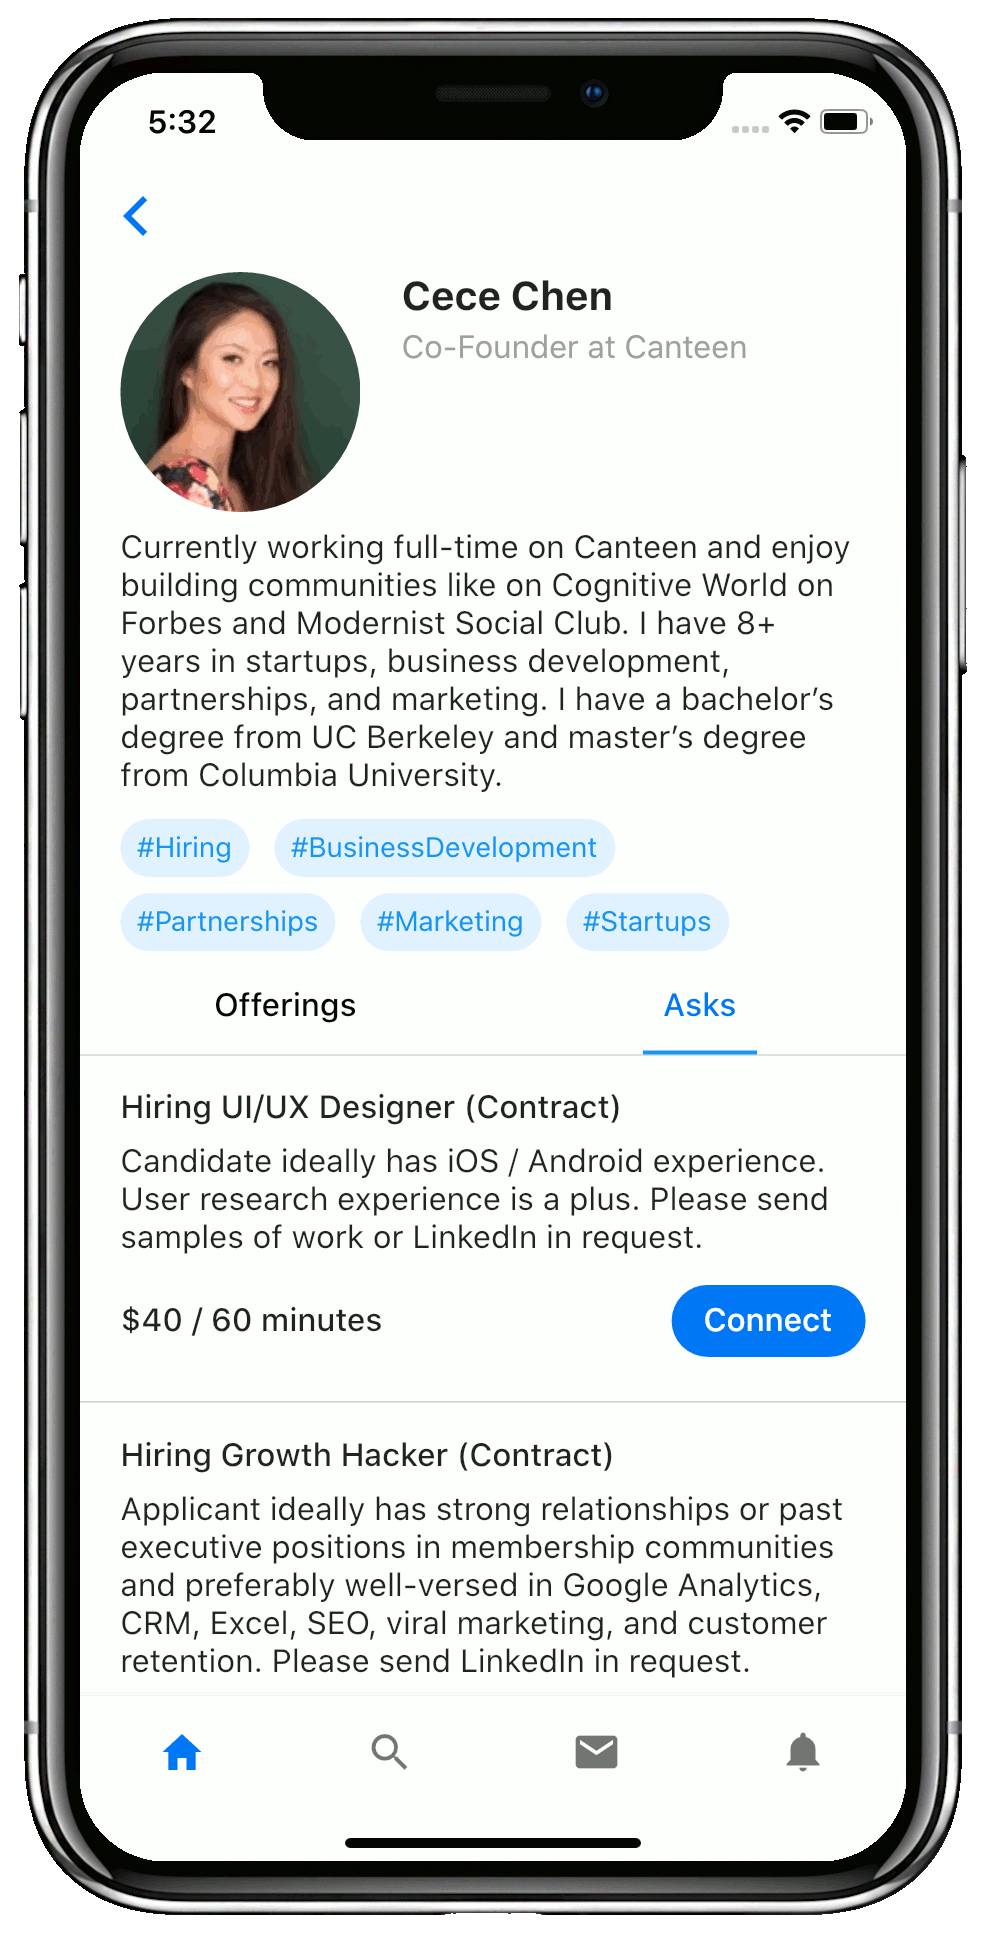 5:32
Cece Chen
Co-Founder at Canteen
Currently working full-time on Canteen and enjoy
building communities like on Cognitive World on
Forbes and Modernist Social Club. I have 8+
years in startups, business development,
partnerships, and marketing. I have a bachelor’s
degree from UC Berkeley and master’s degree
from Columbia University.
#Hiring #BusinessDevelopment
#Partnerships #Marketing #Startups
Offerings Asks
Hiring UI/UX Designer (Contract)
Candidate ideally has iOS / Android experience.
User research experience is a plus. Please send
samples of work or LinkedIn in request.
$40 / 60 minutes Connect
Hiring Growth Hacker (Contract)
Applicant ideally has strong relationships or past
executive positions in membership communities
and preferably well-versed in Google Analytics,
CRM, Excel, SEO, viral marketing, and customer
retention. Please send LinkedIn in request.